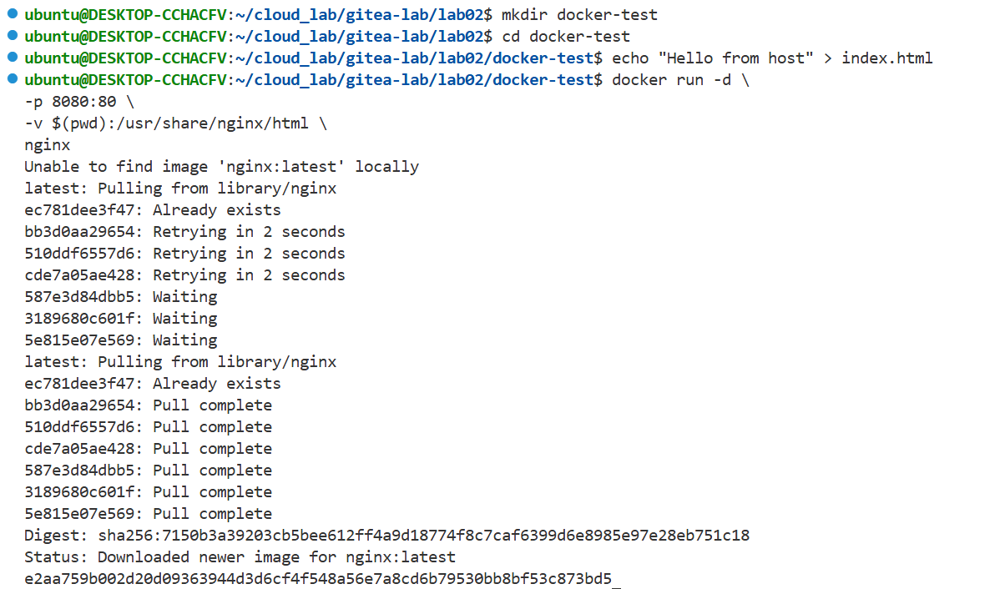 ubuntu@DESKTOP-CCHACFV:~/cloud_lab/gitea-lab/lab02$ mkdir docker-test
ubuntu@DESKTOP-CCHACFV:~/cloud_lab/gitea-lab/lab02$ cd docker-test
ubuntu@DESKTOP-CCHACFV:~/cloud_lab/gitea-lab/lab02/docker-test$ echo "Hello from host" > index.html
ubuntu@DESKTOP-CCHACFV:~/cloud_lab/gitea-lab/lab02/docker-test$ docker run -d \
-p 8080:80 \
-v $(pwd):/usr/share/nginx/html \
nginx
Unable to find image 'nginx:latest' locally
latest: Pulling from library/nginx
ec781dee3f47: Already exists
bb3d0aa29654: Retrying in 2 seconds
510ddf6557d6: Retrying in 2 seconds
cde7a05ae428: Retrying in 2 seconds
587e3d84dbb5: Waiting
3189680c601f: Waiting
5e815e07e569: Waiting
latest: Pulling from library/nginx
ec781dee3f47: Already exists
bb3d0aa29654: Pull complete
510ddf6557d6: Pull complete
cde7a05ae428: Pull complete
587e3d84dbb5: Pull complete
3189680c601f: Pull complete
5e815e07e569: Pull complete
Digest: sha256:7150b3a39203cb5bee612ff4a9d18774f8c7caf6399d6e8985e97e28eb751c18
Status: Downloaded newer image for nginx:latest
e2aa759b002d20d09363944d3d6cf4f548a56e7a8cd6b79530bb8bf53c873bd5